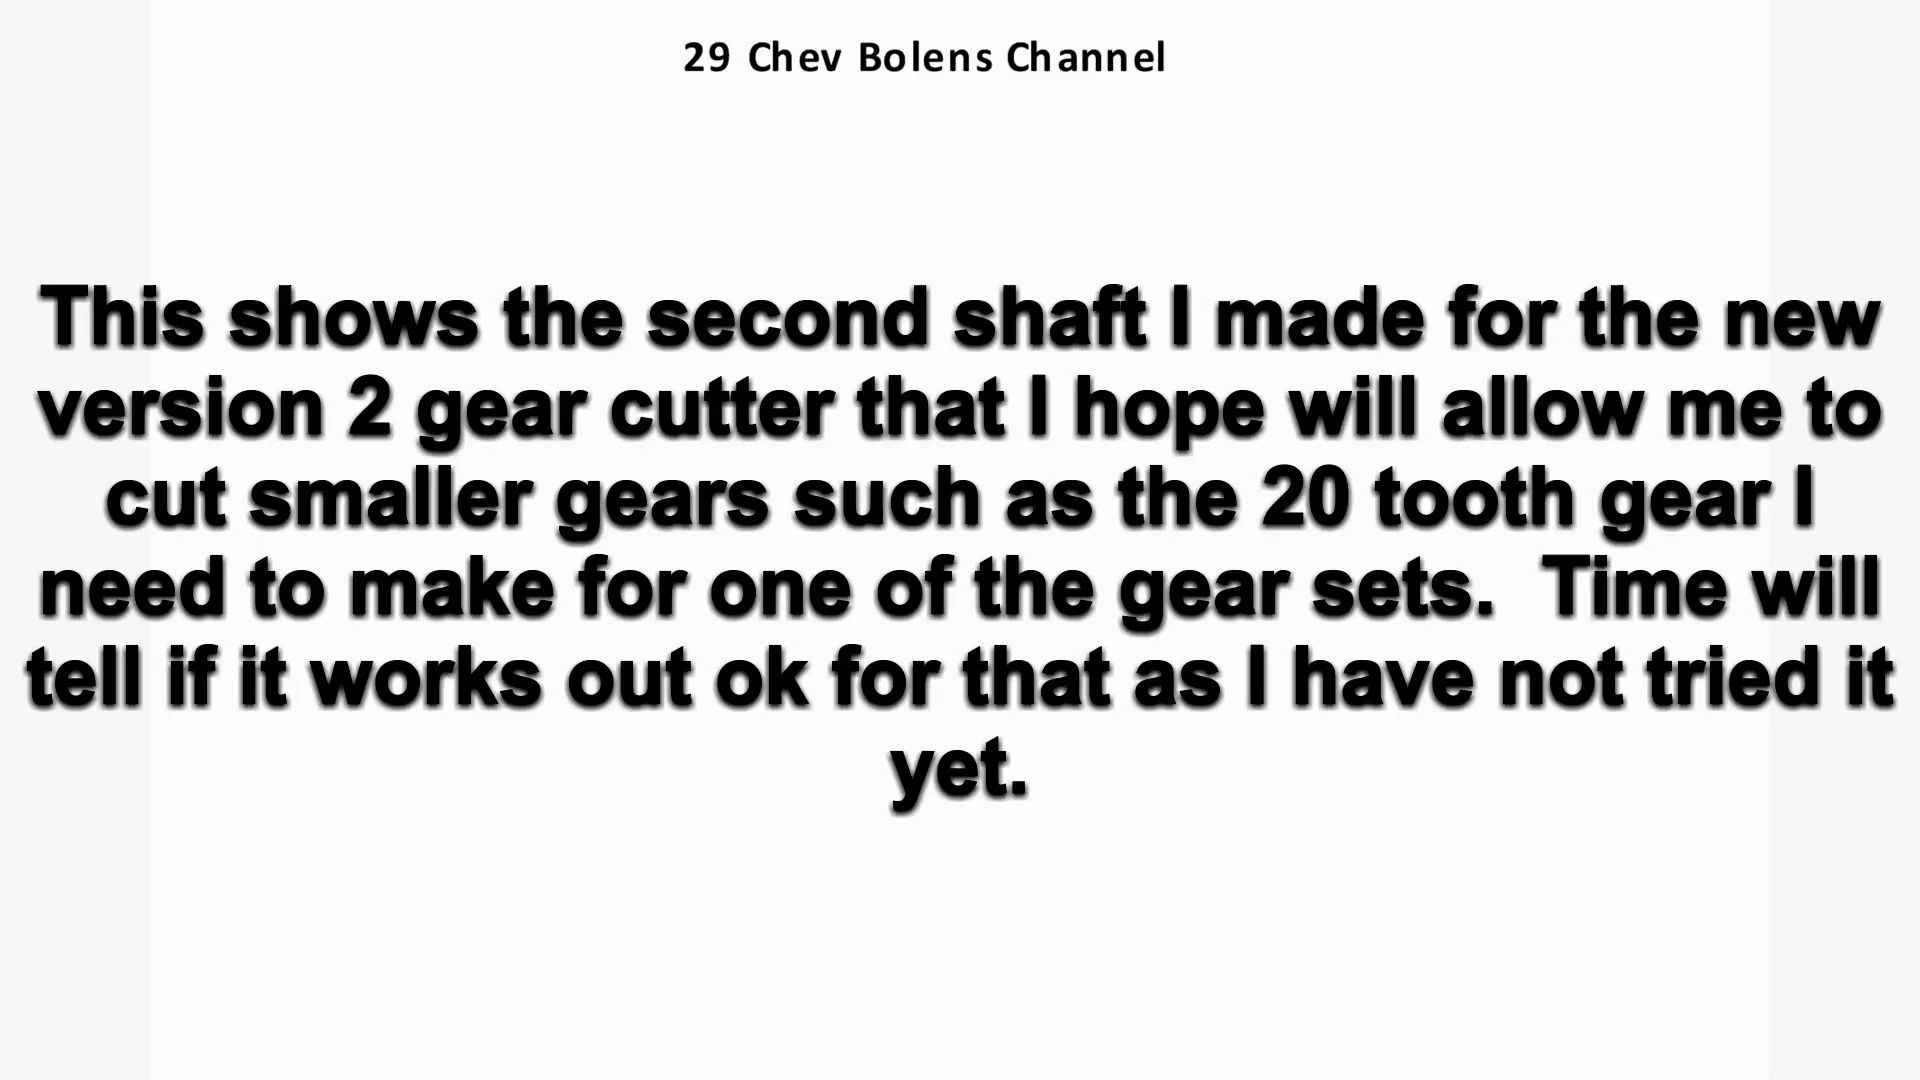 29 Chev Bolens Channel
This shows the second shaft I made for the new
version 2 gear cutter that I hope will allow me to
cut smaller gears such as the 20 tooth gear I
need to make for one of the gear sets.  Time will
tell if it works out ok for that as I have not tried it
yet.